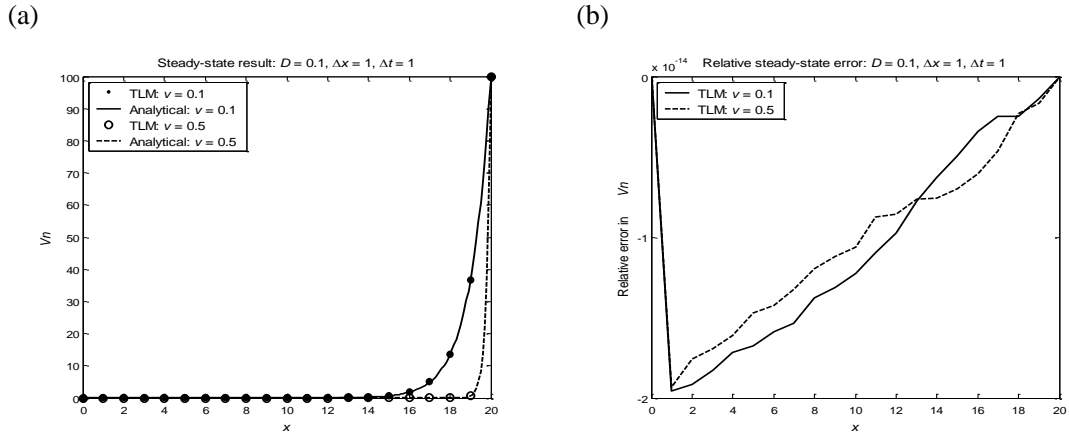 (a)
Steady-state result: D = 0.1, Δx = 1, Δt = 1
100
90
80
70
60
50
40
30
20
10
0
Vn
TLM: v = 0.1
Analytical: v = 0.1
TLM: v = 0.5
Analytical: v = 0.5
0 2 4 6 8 10 12 14 16 18 20
x
(b)
Relative steady-state error: D = 0.1, Δx = 1, Δt = 1
x 10^-14
0
-1
-2
Relative error in Vn
TLM: v = 0.1
TLM: v = 0.5
0 2 4 6 8 10 12 14 16 18 20
x